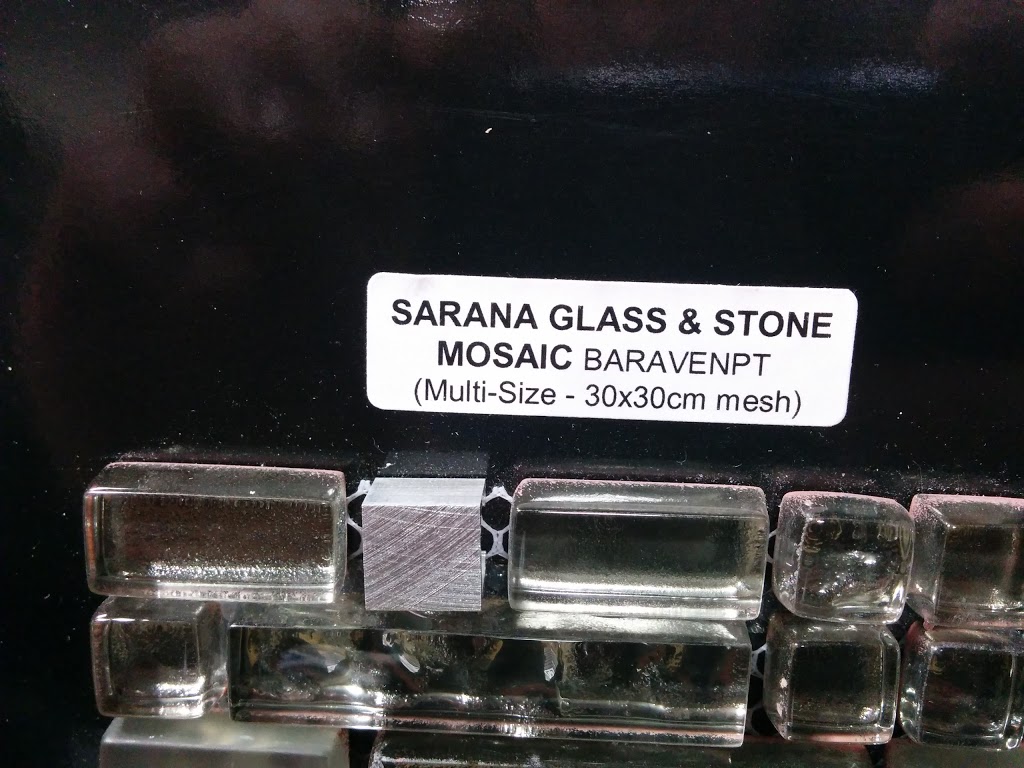 SARANA GLASS & STONE
MOSAIC BARAVENPT
(Multi-Size - 30x30cm mesh)